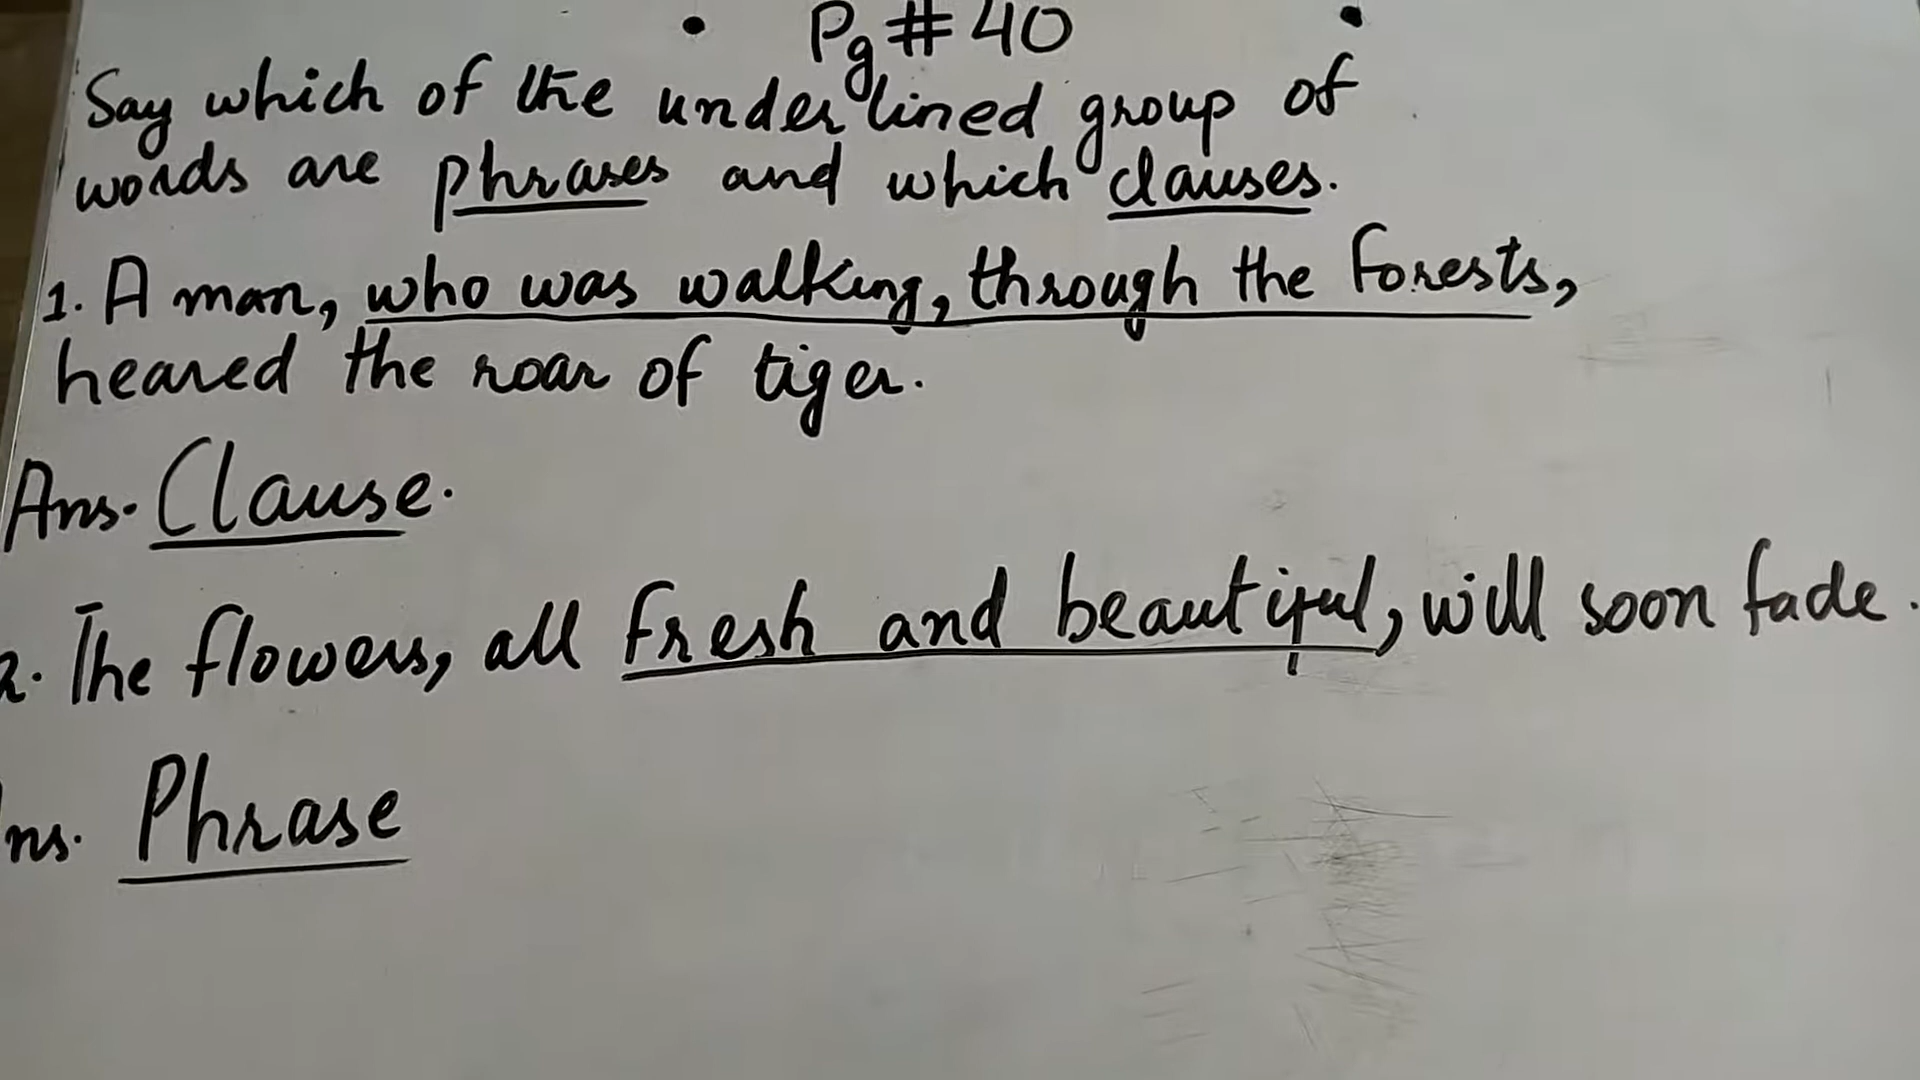 Pg # 40
Say which of the underlined group of
words are phrases and which clauses.
1. A man, who was walking, through the forests,
heared the roar of tiger.
Ans. Clause.
2. The flowers, all fresh and beautiful, will soon fade.
ns. Phrase